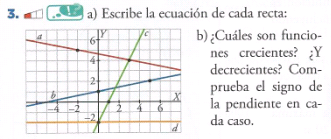 3. a) Escribe la ecuación de cada recta:
a
Y
c
6
4
2
b
X
-4 -2 2 4 6
-2
d
b) ¿Cuáles son funcio-
nes crecientes? ¿Y
decrecientes? Com-
prueba el signo de
la pendiente en ca-
da caso.